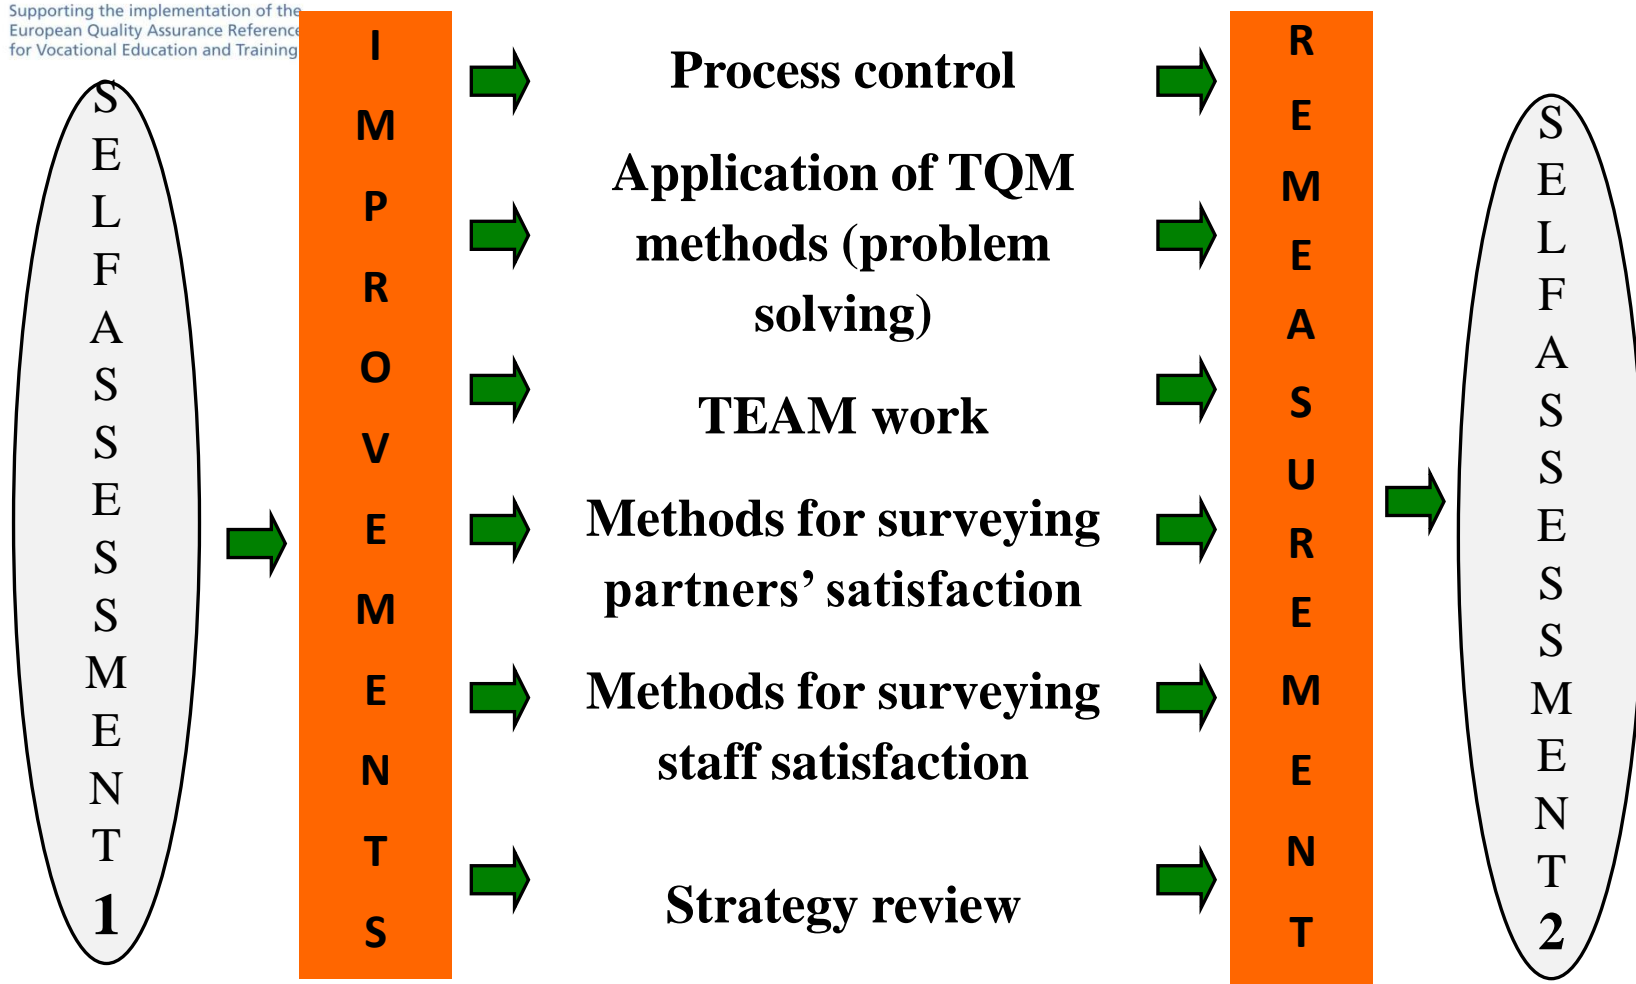 Supporting the implementation of the
European Quality Assurance Reference
for Vocational Education and Training
SELFASSESSMENT 1
IMPROVEMENTS
Process control
Application of TQM
methods (problem
solving)
TEAM work
Methods for surveying
partners’ satisfaction
Methods for surveying
staff satisfaction
Strategy review
REMEASUREMENT
SELFASSESSMENT 2